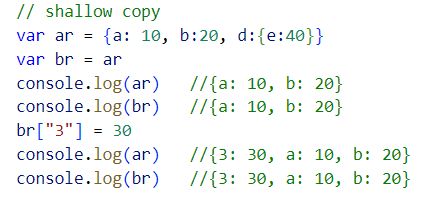 // shallow copy
var ar = {a: 10, b:20, d:{e:40}}
var br = ar
console.log(ar)   //{a: 10, b: 20}
console.log(br)   //{a: 10, b: 20}
br["3"] = 30
console.log(ar)   //{3: 30, a: 10, b: 20}
console.log(br)   //{3: 30, a: 10, b: 20}